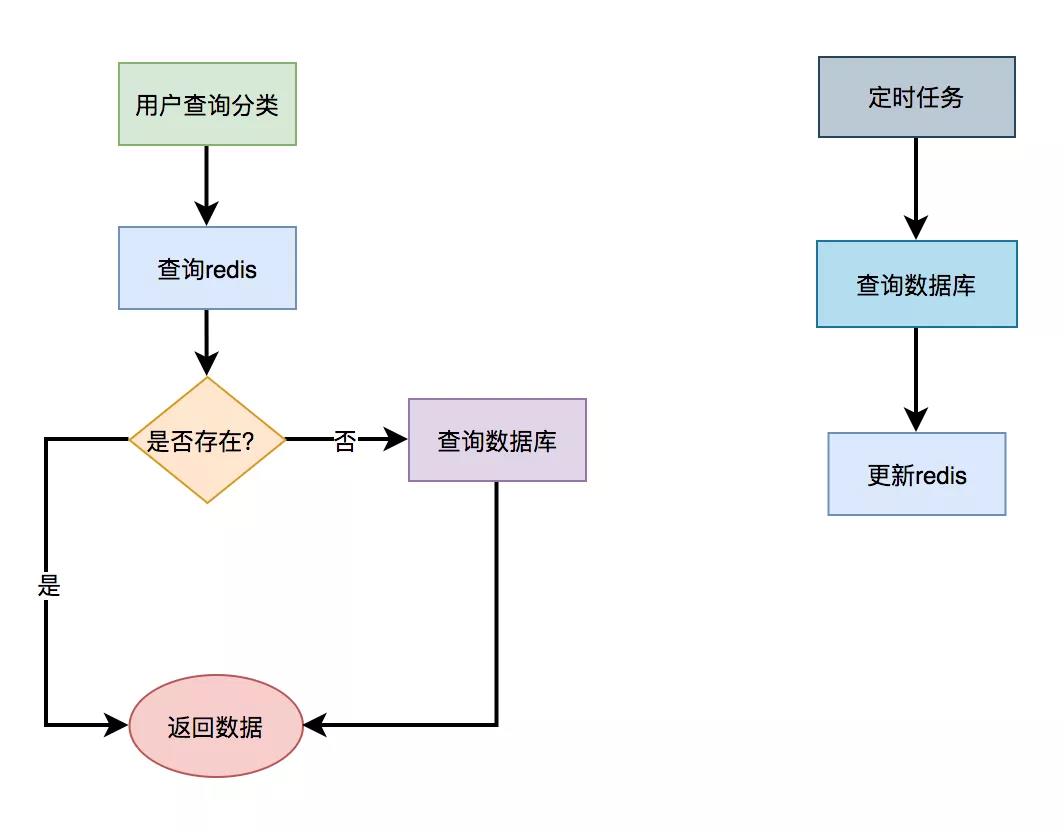 用户查询分类
查询redis
是否存在?
否
查询数据库
是
返回数据
定时任务
查询数据库
更新redis